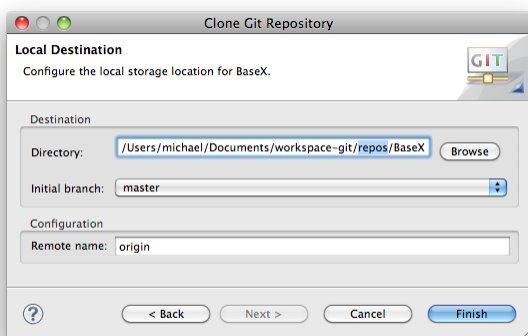 Clone Git Repository
Local Destination
Configure the local storage location for BaseX.
GIT
Destination
Directory: /Users/michael/Documents/workspace-git/repos/BaseX Browse
Initial branch: master
Configuration
Remote name: origin
? < Back Next > Cancel Finish